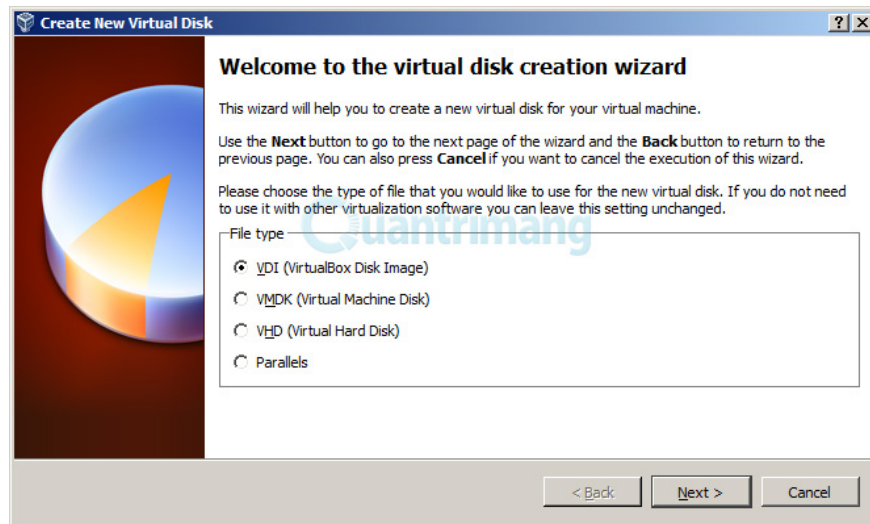 Create New Virtual Disk
Welcome to the virtual disk creation wizard
This wizard will help you to create a new virtual disk for your virtual machine.
Use the Next button to go to the next page of the wizard and the Back button to return to the
previous page. You can also press Cancel if you want to cancel the execution of this wizard.
Please choose the type of file that you would like to use for the new virtual disk. If you do not need
to use it with other virtualization software you can leave this setting unchanged.
Quantrimang
File type
VDI (VirtualBox Disk Image)
VMDK (Virtual Machine Disk)
VHD (Virtual Hard Disk)
Parallels
< Back Next > Cancel